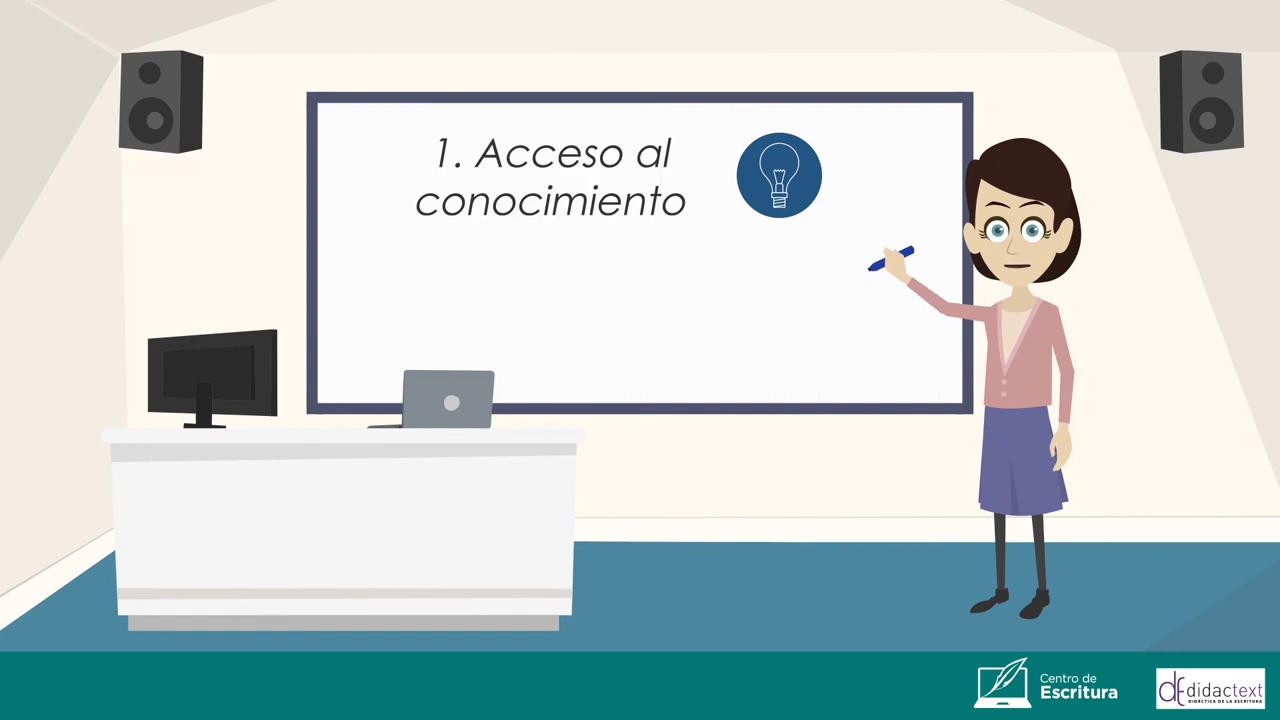 1. Acceso al
conocimiento
Centro de
Escritura
didactext
DIDÁCTICA DE LA ESCRITURA